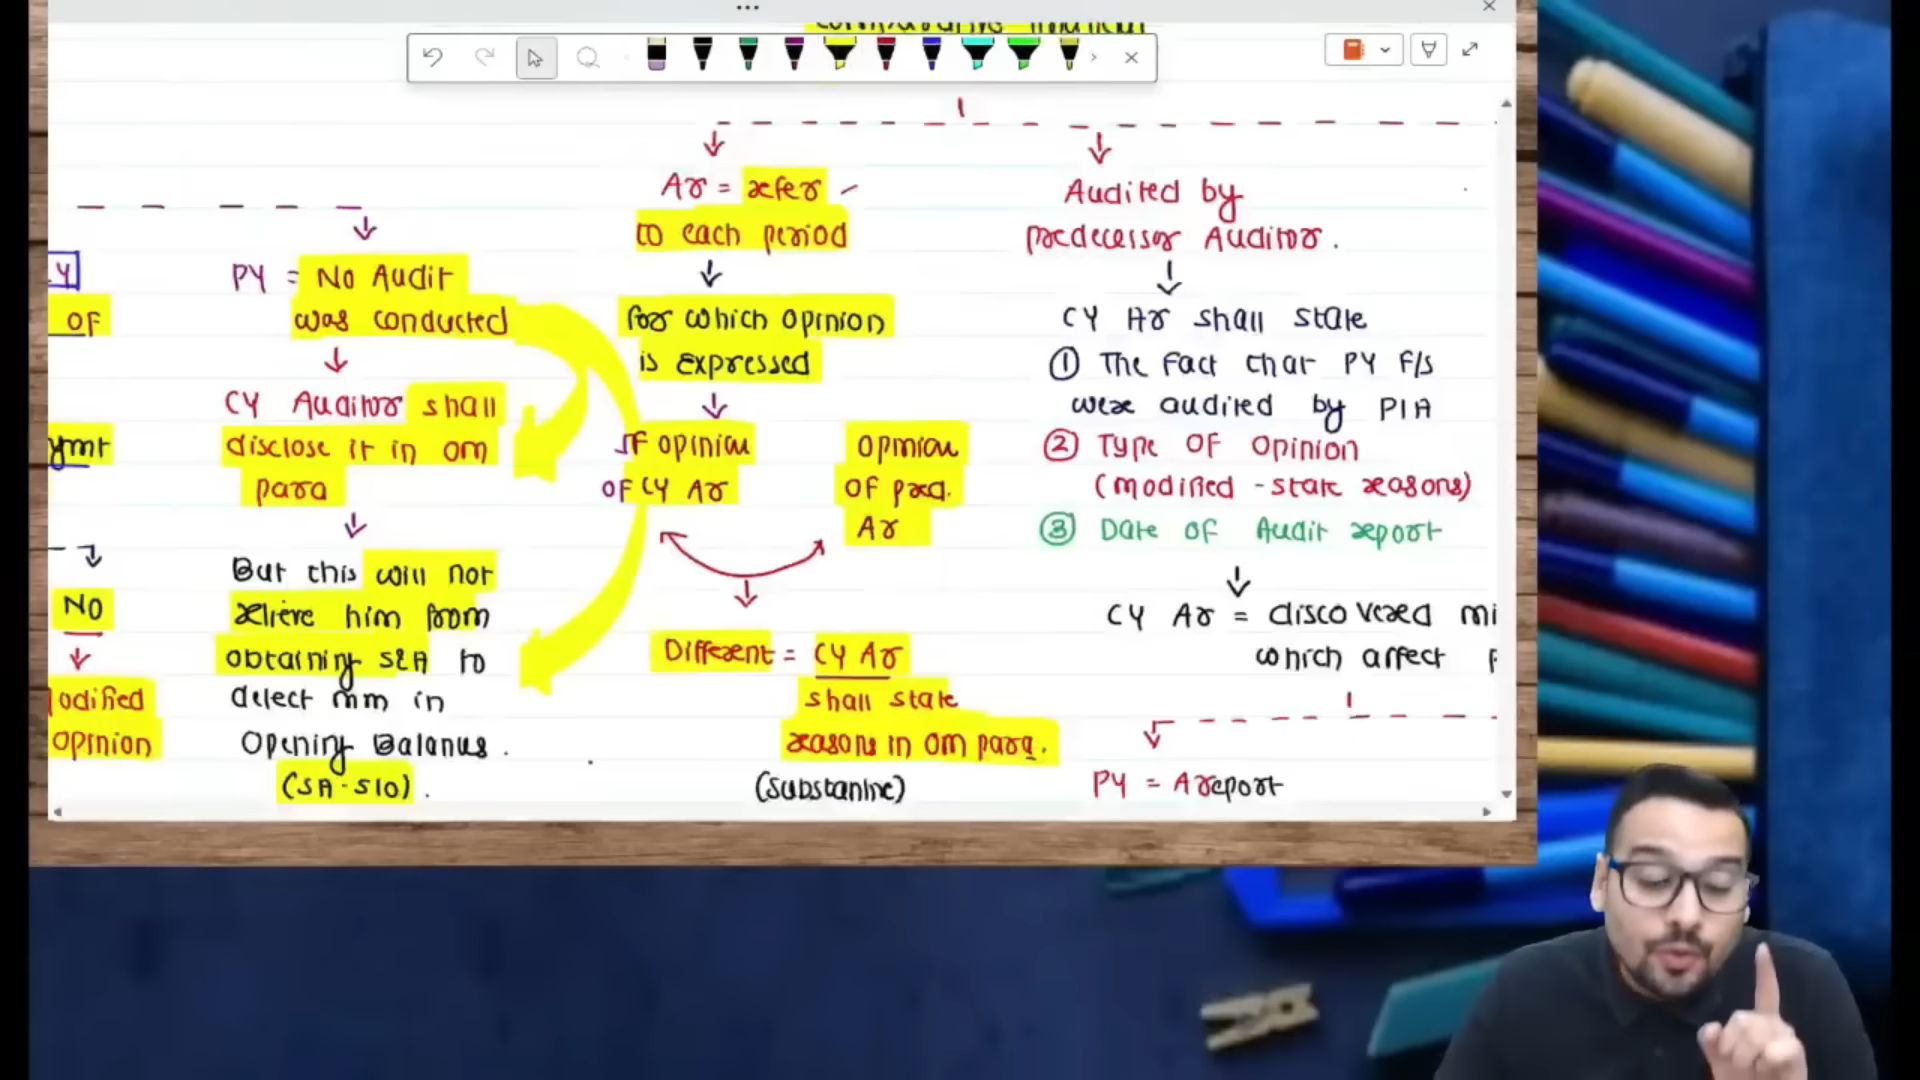 Ar = refer
to each period
for which opinion
is expressed
If opinion
of CY Ar
opinion
of pred.
Ar
Different = CY Ar
shall state
reasons in om para.
(substantive)
Y
OF
ymt
NO
modified
opinion
PY = No Audit
was conducted
CY Auditor shall
disclose it in om
para
But this will not
relieve him from
obtaining SEA to
detect mm in
opening Balances.
(SA-510).
Audited by
predecessor Auditor.
CY Ar shall state
① The fact that PY F/s
were audited by PIA
② Type of opinion
(modified - state reasons)
③ Date of Audit report
CY Ar = discovered mi
which affect P
PY = Areport